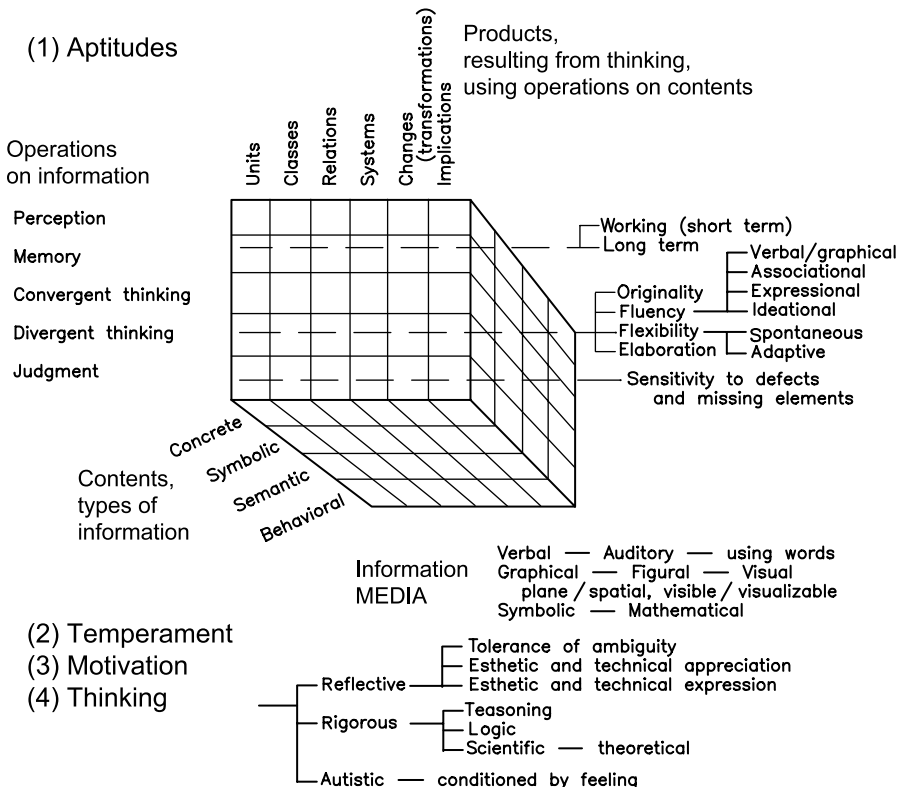 (1) Aptitudes
Products,
resulting from thinking,
using operations on contents
Operations
on information
Units
Classes
Relations
Systems
Changes
(transformations)
Implications
Perception
Memory
Convergent thinking
Divergent thinking
Judgment
Working (short term)
Long term
Originality
Fluency
Flexibility
Elaboration
Verbal/graphical
Associational
Expressional
Ideational
Spontaneous
Adaptive
Sensitivity to defects
and missing elements
Contents,
types of
information
Concrete
Symbolic
Semantic
Behavioral
Information
MEDIA
Verbal — Auditory — using words
Graphical — Figural — Visual
plane / spatial, visible / visualizable
Symbolic — Mathematical
(2) Temperament
(3) Motivation
(4) Thinking
Reflective
Tolerance of ambiguity
Esthetic and technical appreciation
Esthetic and technical expression
Rigorous
Teasoning
Logic
Scientific — theoretical
Autistic — conditioned by feeling